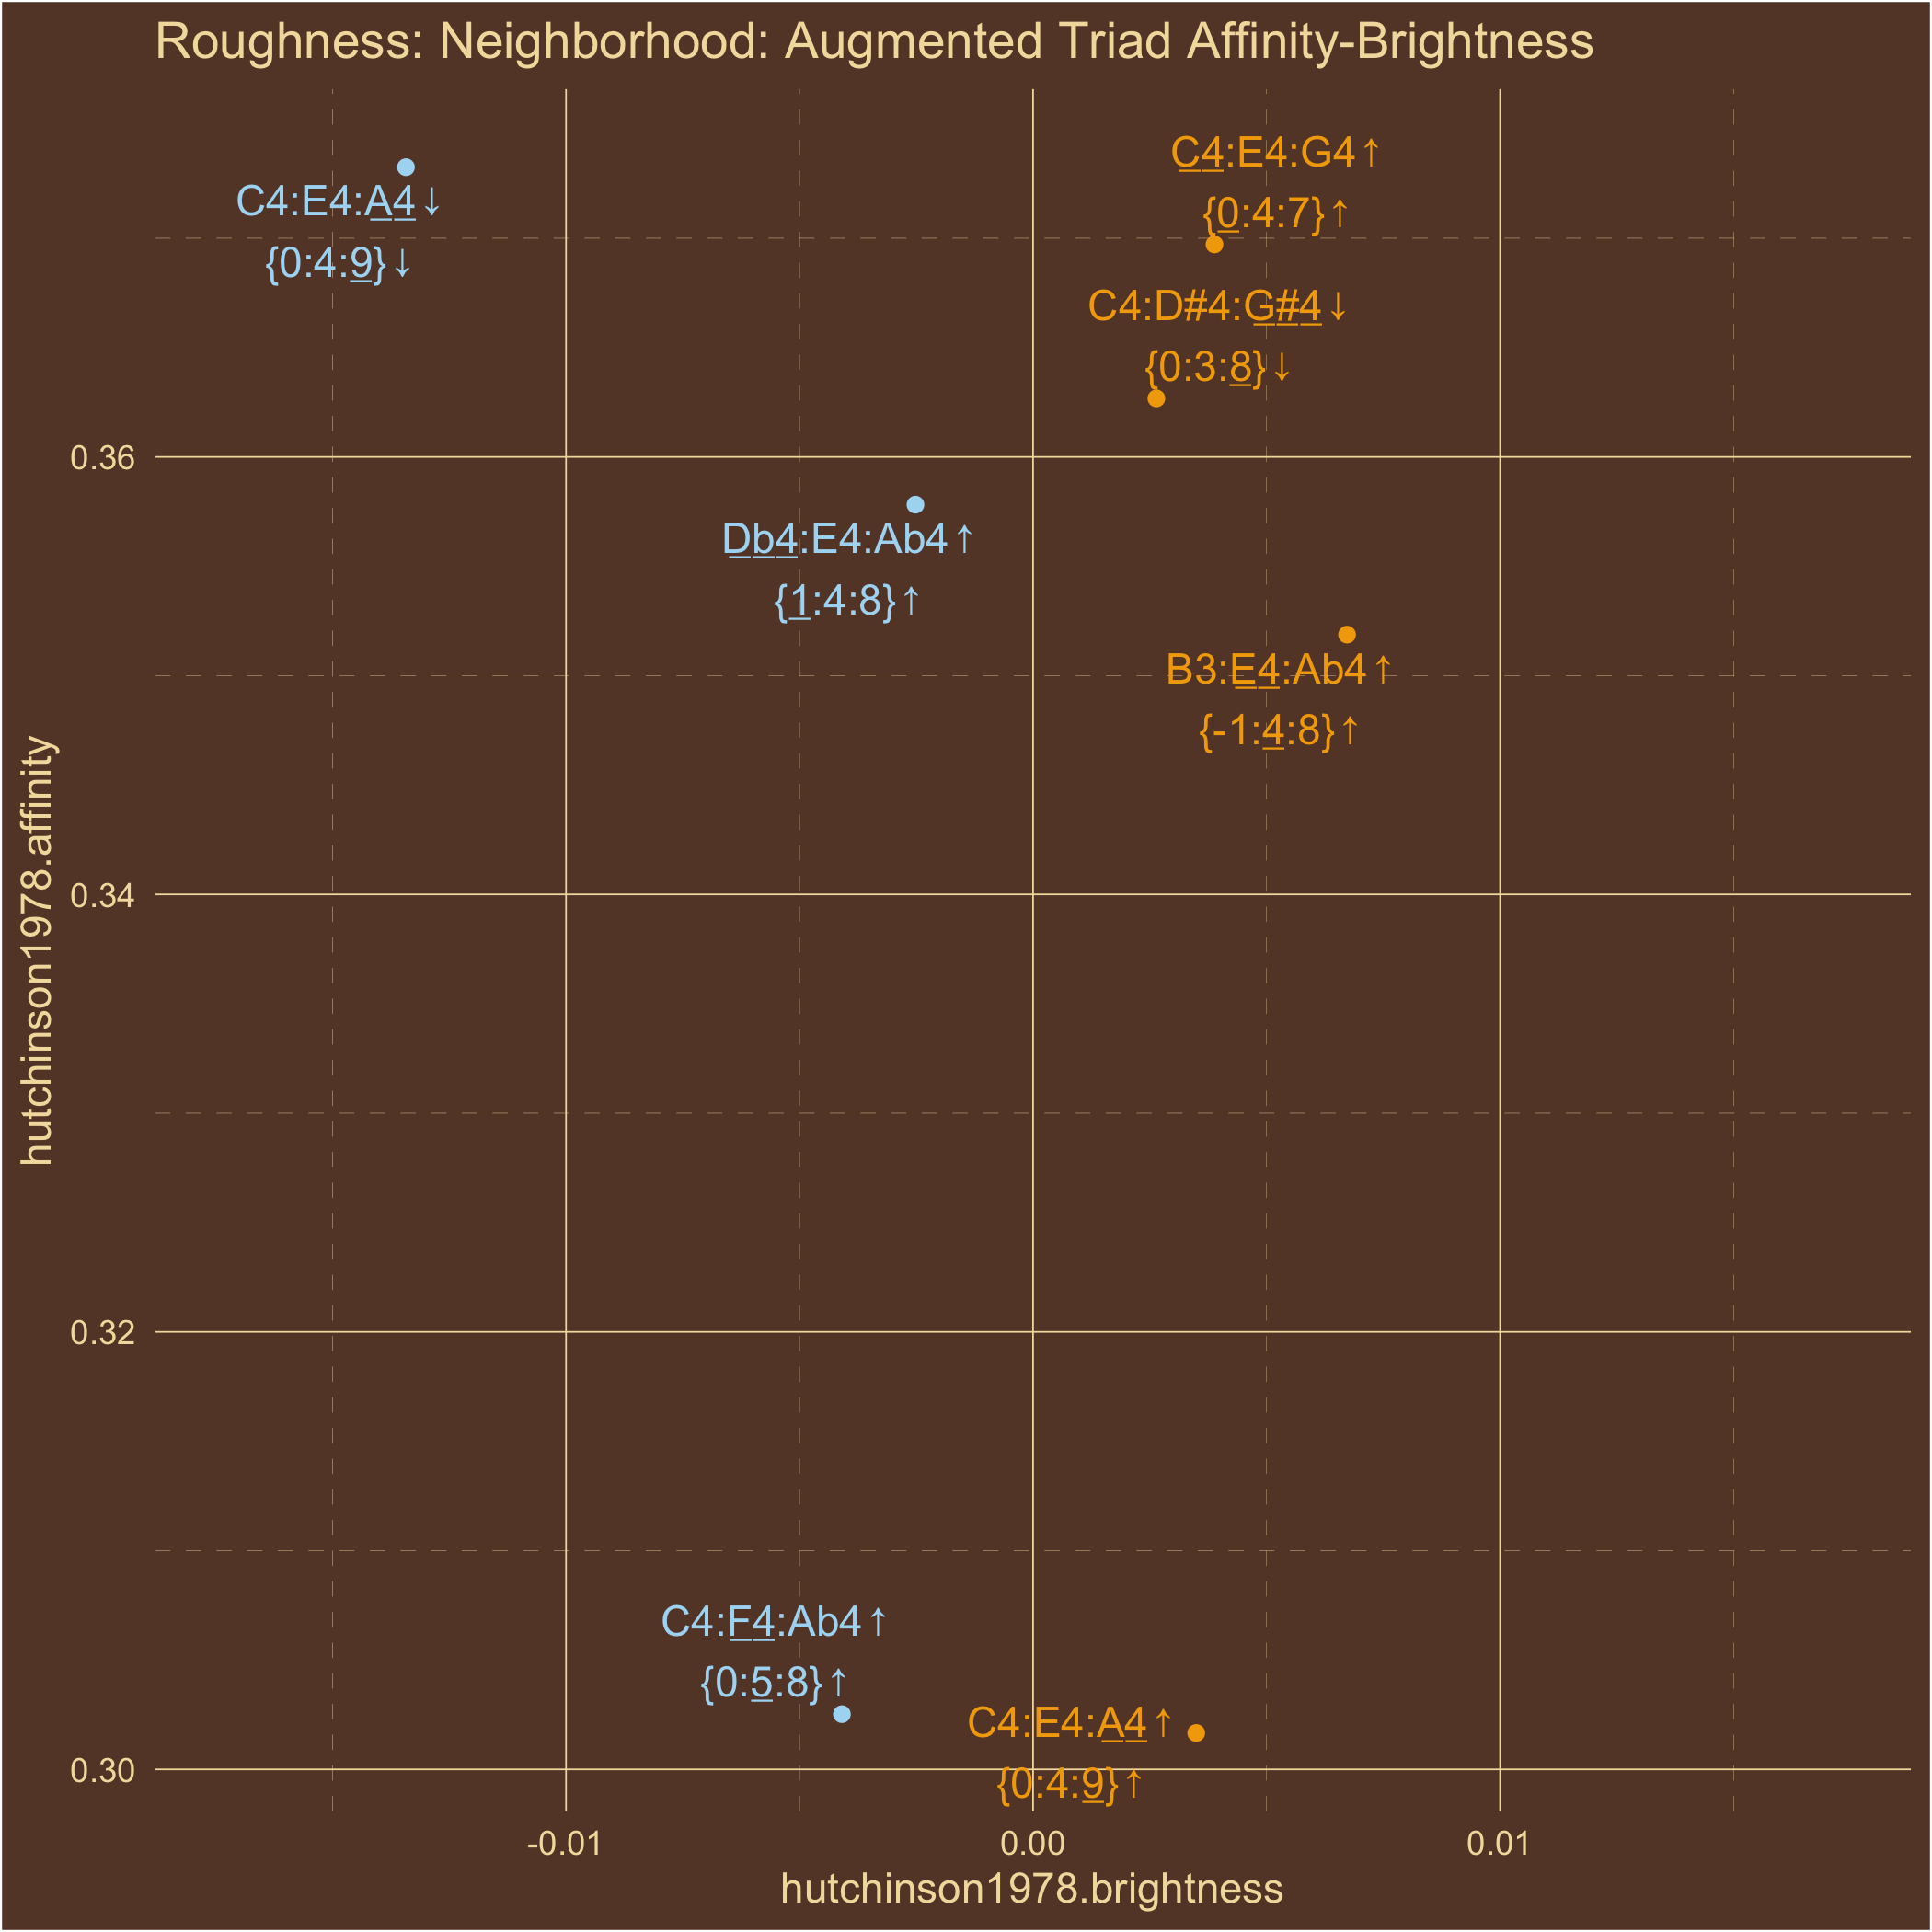 Roughness: Neighborhood: Augmented Triad Affinity-Brightness
C4:E4:G4↑
{0:4:7}↑
C4:E4:A4↓
{0:4:9}↓
C4:D#4:G#4↓
{0:3:8}↓
0.36
Db4:E4:Ab4↑
{1:4:8}↑
B3:E4:Ab4↑
{-1:4:8}↑
hutchinson1978.affinity
0.34
0.32
C4:F4:Ab4↑
{0:5:8}↑
C4:E4:A4↑
{0:4:9}↑
0.30
-0.01
0.00
0.01
hutchinson1978.brightness